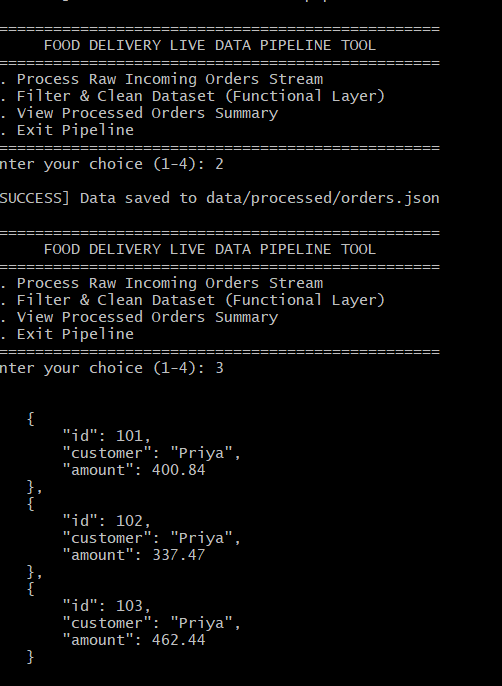 ==================================================
FOOD DELIVERY LIVE DATA PIPELINE TOOL
==================================================
. Process Raw Incoming Orders Stream
. Filter & Clean Dataset (Functional Layer)
. View Processed Orders Summary
. Exit Pipeline
==================================================
nter your choice (1-4): 2
SUCCESS] Data saved to data/processed/orders.json
==================================================
FOOD DELIVERY LIVE DATA PIPELINE TOOL
==================================================
. Process Raw Incoming Orders Stream
. Filter & Clean Dataset (Functional Layer)
. View Processed Orders Summary
. Exit Pipeline
==================================================
nter your choice (1-4): 3
{
"id": 101,
"customer": "Priya",
"amount": 400.84
},
{
"id": 102,
"customer": "Priya",
"amount": 337.47
},
{
"id": 103,
"customer": "Priya",
"amount": 462.44
}